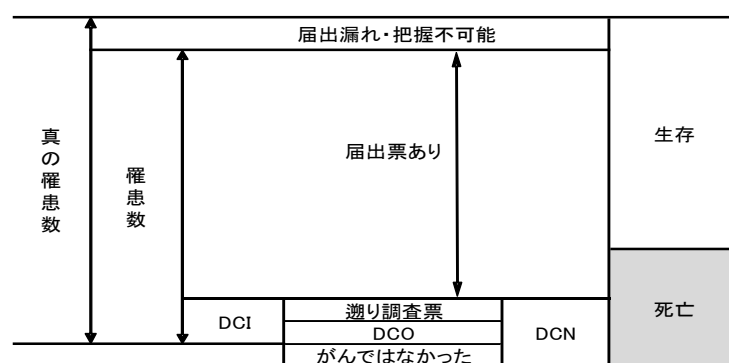 届出漏れ・把握不可能
真の罹患数
罹患数
届出票あり
生存
死亡
DCI
遡り調査票
DCO
がんではなかった
DCN